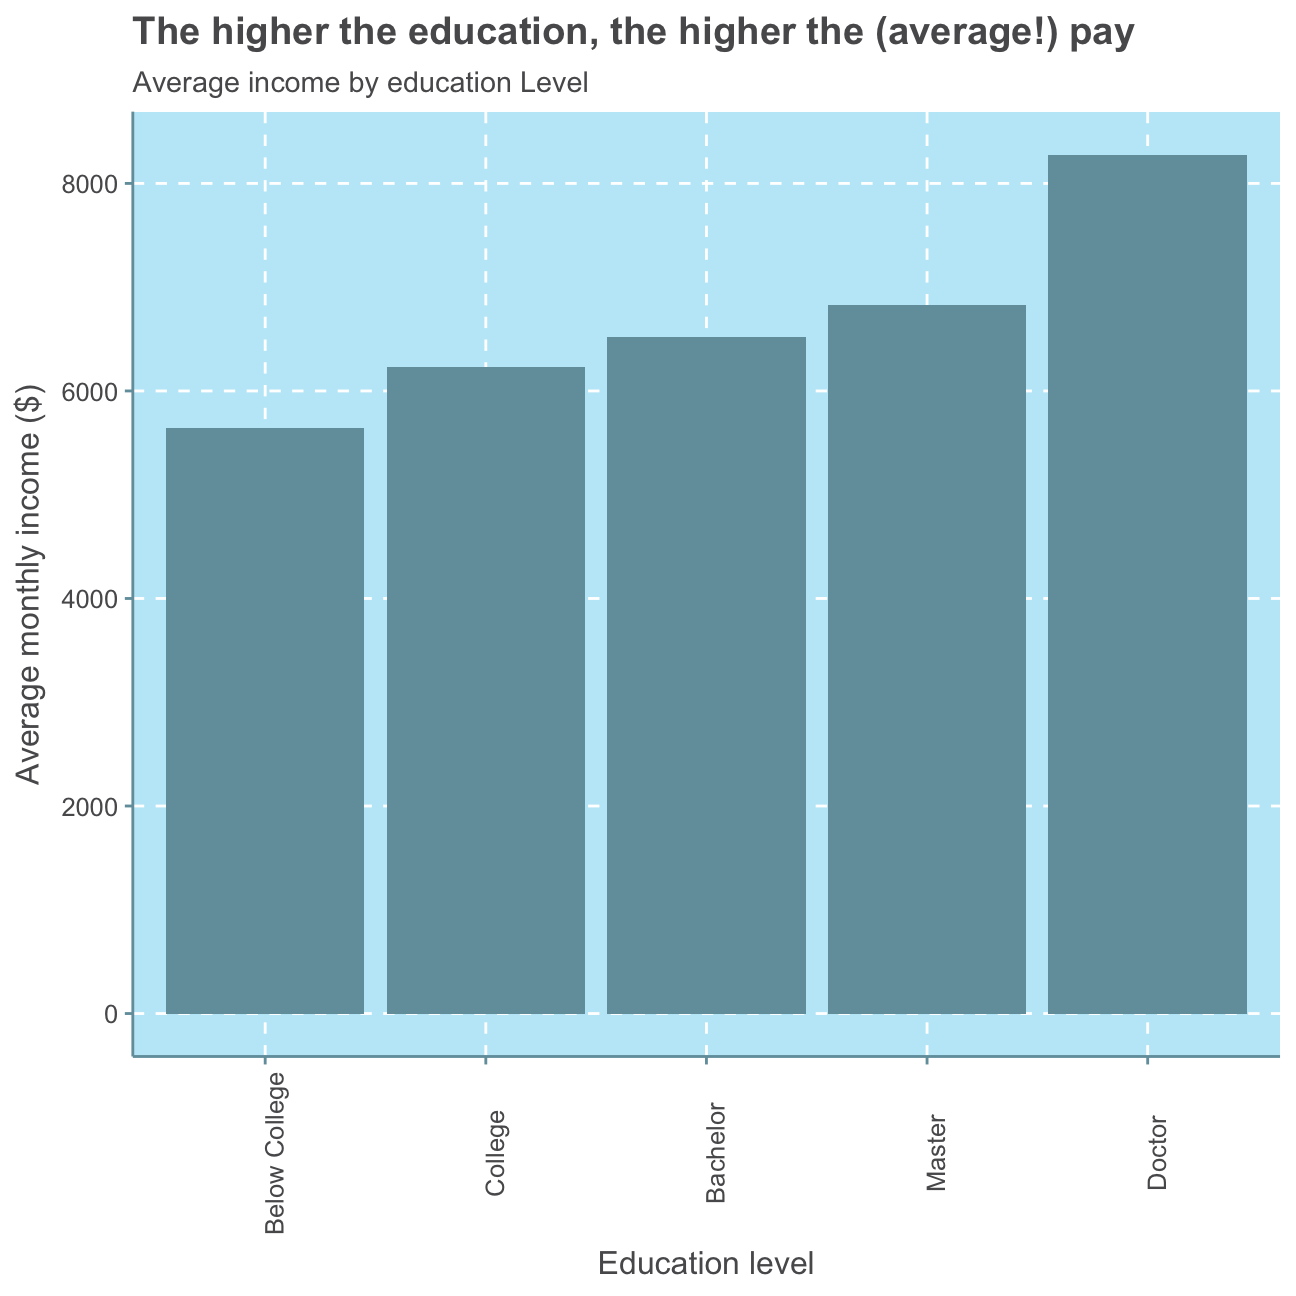 The higher the education, the higher the (average!) pay
Average income by education Level
Average monthly income ($)
8000
6000
4000
2000
0
Below College
College
Bachelor
Master
Doctor
Education level